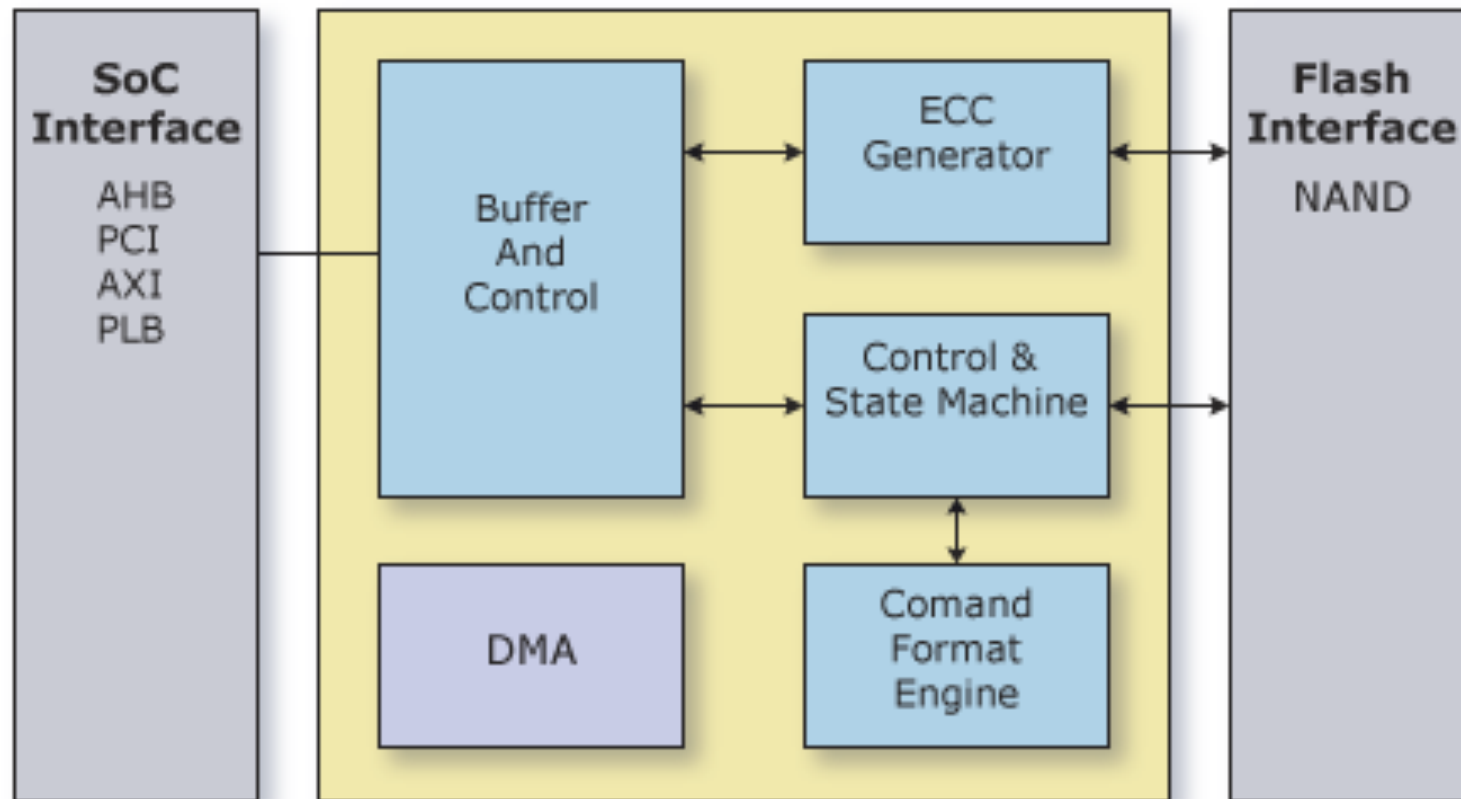 SoC
Interface
AHB
PCI
AXI
PLB
Buffer
And
Control
DMA
ECC
Generator
Control &
State Machine
Comand
Format
Engine
Flash
Interface
NAND